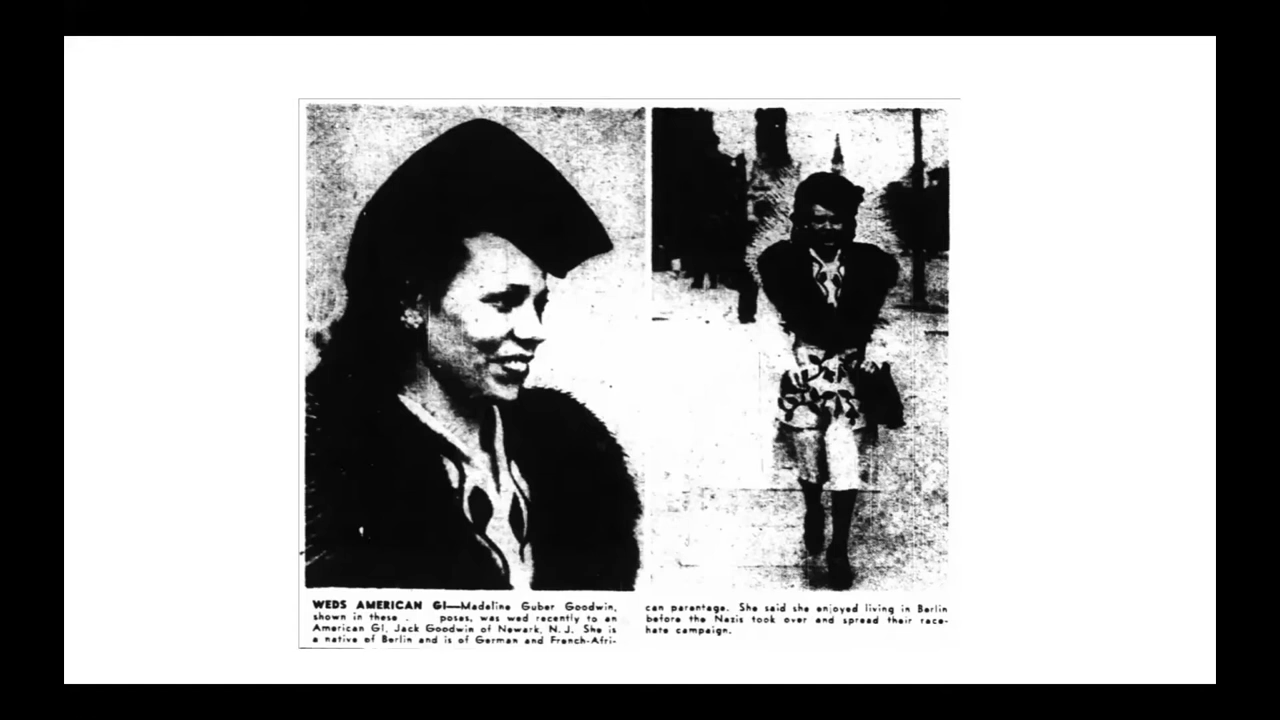 WEDS AMERICAN GI—Madeline Guber Goodwin,
shown in these . poses, was wed recently to an
American GI, Jack Goodwin of Newark, N. J. She is
a native of Berlin and is of German and French-Afri-
can parentage. She said she enjoyed living in Berlin
before the Nazis took over and spread their race-
hate campaign.